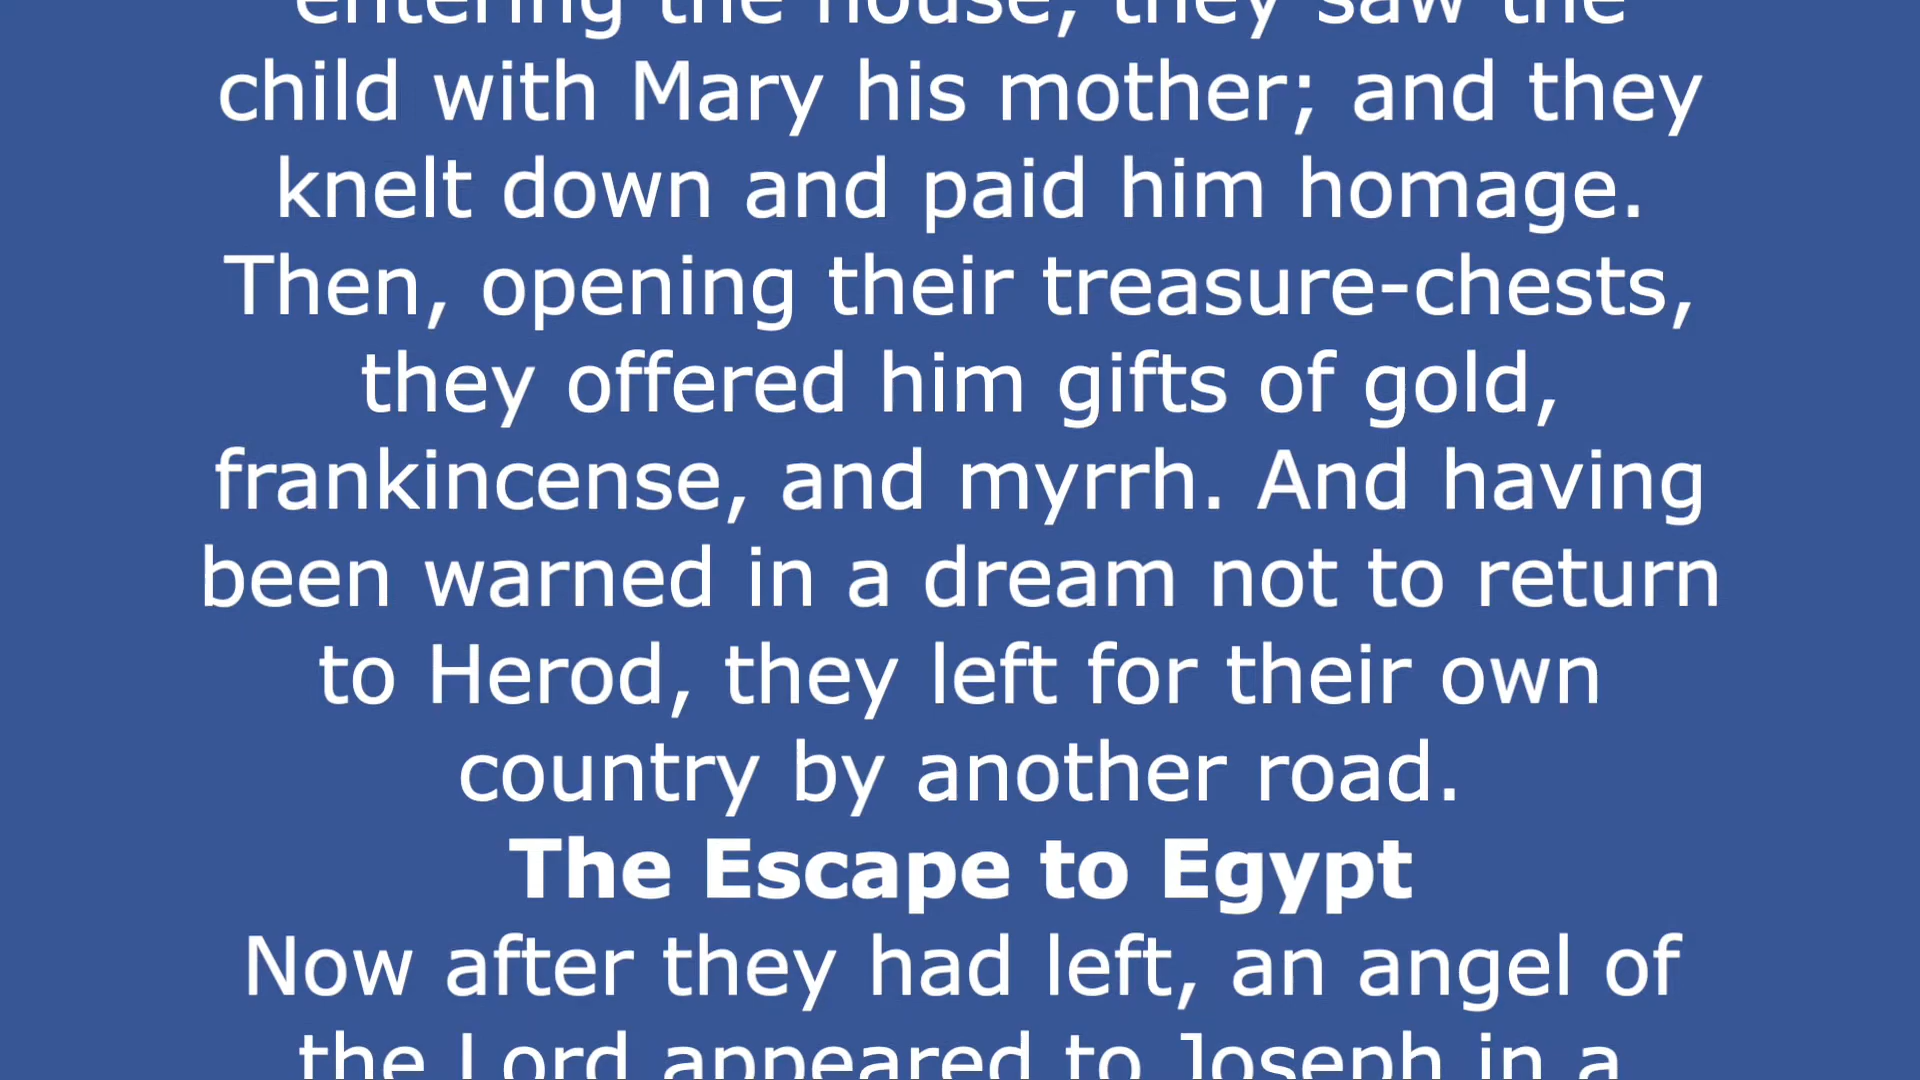 entering the house, they saw the
child with Mary his mother; and they
knelt down and paid him homage.
Then, opening their treasure-chests,
they offered him gifts of gold,
frankincense, and myrrh. And having
been warned in a dream not to return
to Herod, they left for their own
country by another road.
The Escape to Egypt
Now after they had left, an angel of
the Lord appeared to Joseph in a